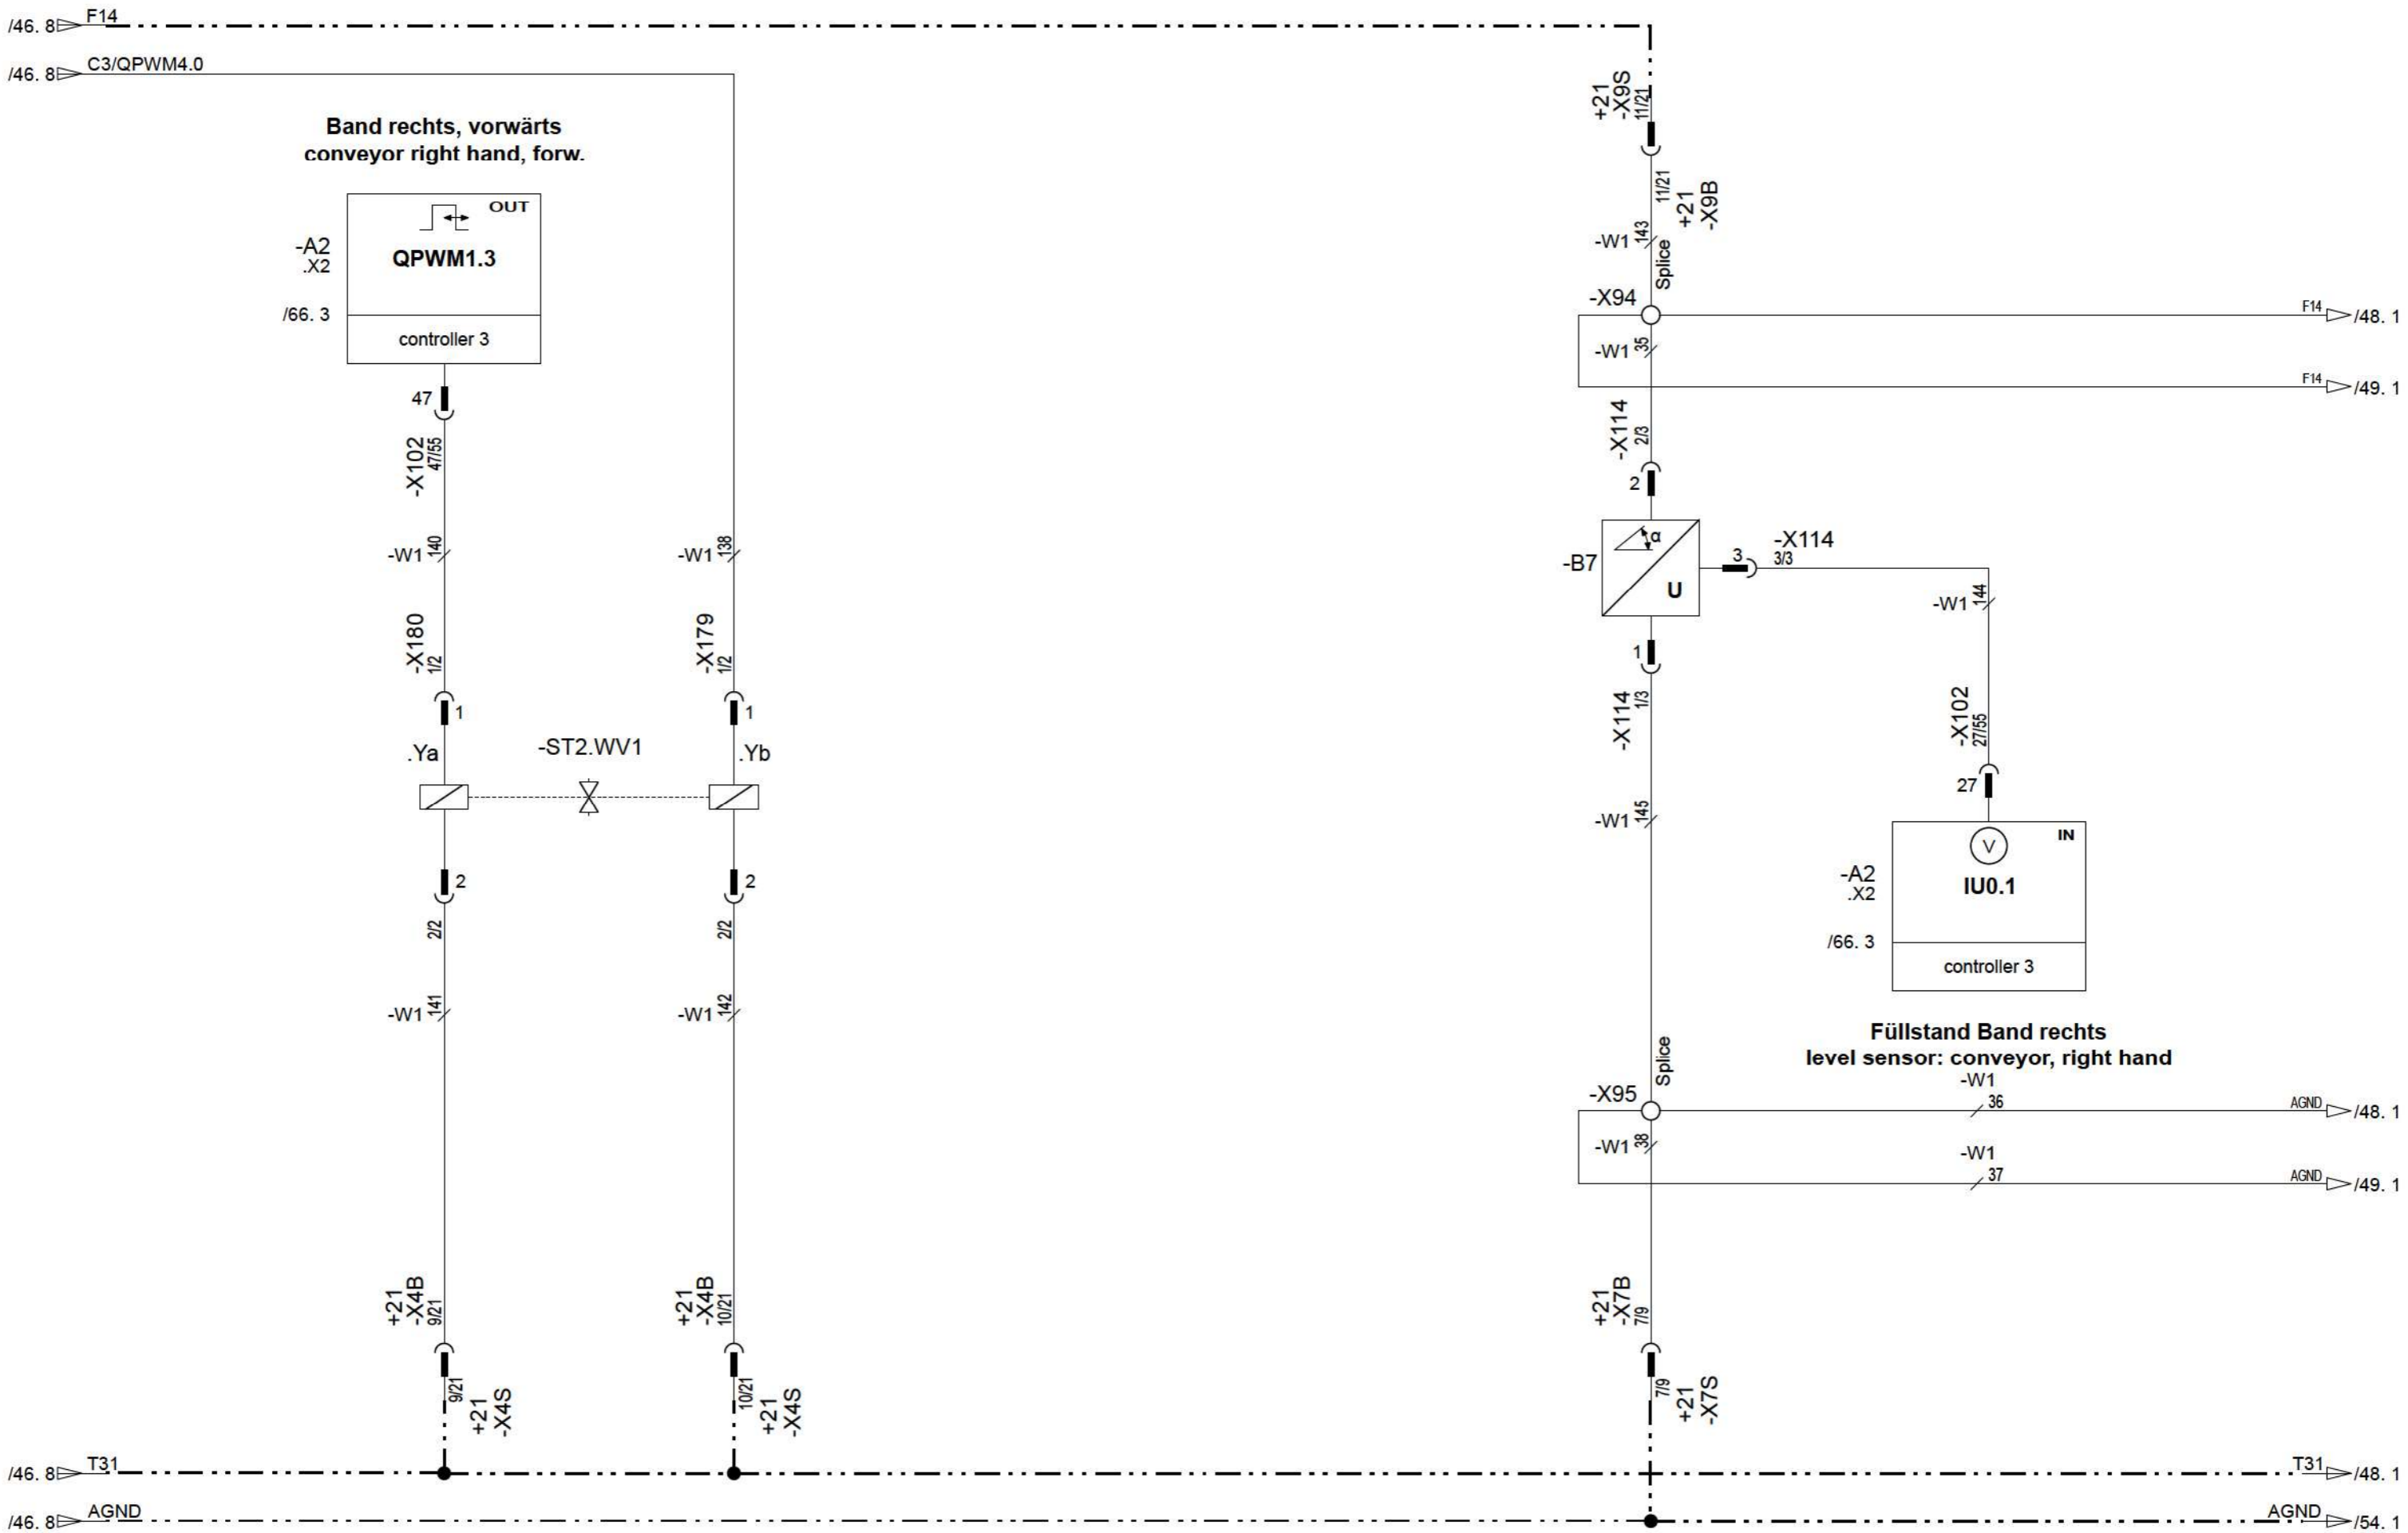 /46. 8 F14
/46. 8 C3/QPWM4.0
Band rechts, vorwärts
conveyor right hand, forw.
OUT
QPWM1.3
-A2
.X2
/66. 3
controller 3
47
-X102
47/55
-W1 140
-X180
1/2
1
.Ya
-ST2.WV1
2
2/2
-W1 141
+21
-X4B
9/21
9/21
+21
-X4S
-W1 138
-X179
1/2
1
.Yb
2
2/2
-W1 142
+21
-X4B
10/21
10/21
+21
-X4S
+21
-X9S
11/21
11/21
+21
-X9B
-W1 143
Splice
-X94
F14 /48. 1
-W1 35
F14 /49. 1
-X114
2/3
2
-B7
α
U
3
-X114
3/3
-W1 144
-X102
27/55
27
IN
V
IU0.1
-A2
.X2
/66. 3
controller 3
Füllstand Band rechts
level sensor: conveyor, right hand
1
-X114
1/3
-W1 145
Splice
-X95
-W1
36
AGND /48. 1
-W1 38
-W1
37
AGND /49. 1
+21
-X7B
7/9
7/9
+21
-X7S
/46. 8 T31
T31 /48. 1
/46. 8 AGND
AGND /54. 1